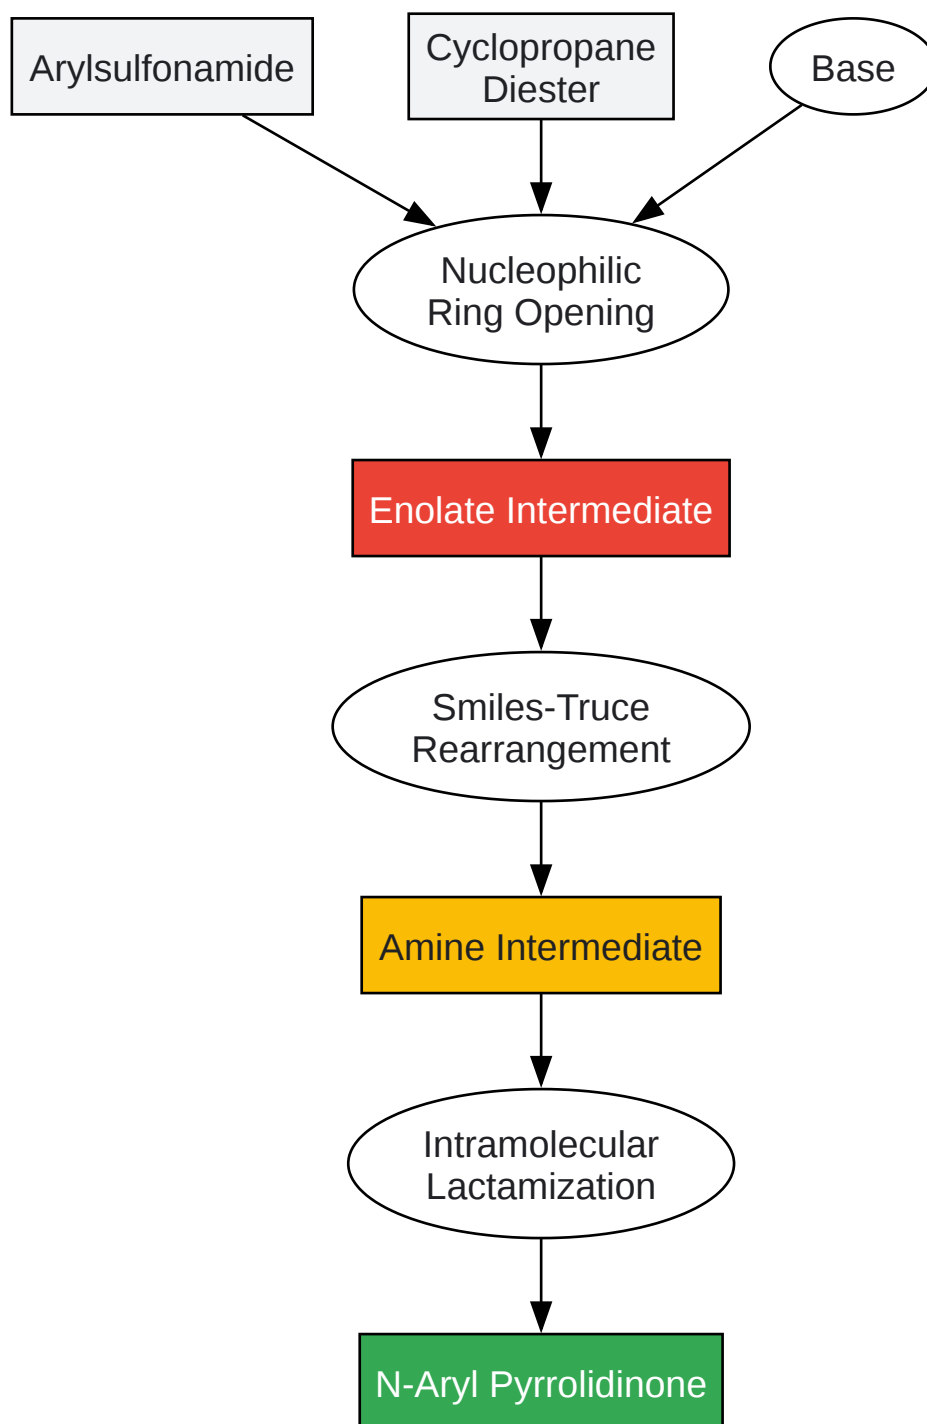 Arylsulfonamide
Cyclopropane
Diester
Base
Nucleophilic
Ring Opening
Enolate Intermediate
Smiles-Truce
Rearrangement
Amine Intermediate
Intramolecular
Lactamization
N-Aryl Pyrrolidinone